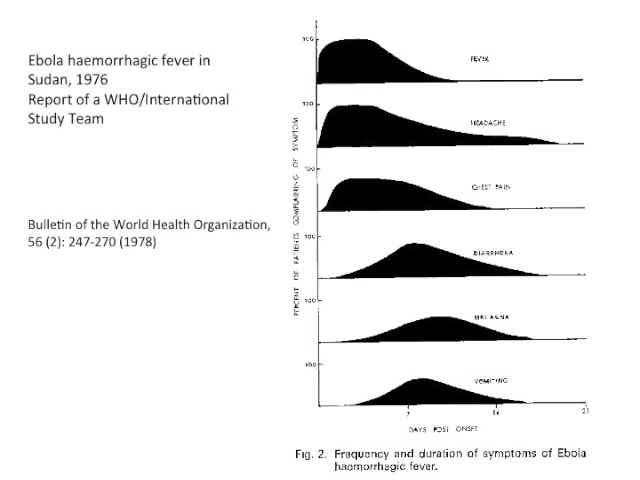 Ebola haemorrhagic fever in
Sudan, 1976
Report of a WHO/International
Study Team
Bulletin of the World Health Organization,
56 (2): 247-270 (1978)
PERCENT OF PATIENTS COMPLAINING OF SYMPTOM
100
FEVER
100
HEADACHE
100
CHEST PAIN
100
DIARRHOEA
100
MELAENA
100
VOMITING
7 14 21
DAYS POST ONSET
Fig. 2. Frequency and duration of symptoms of Ebola
haemorrhagic fever.